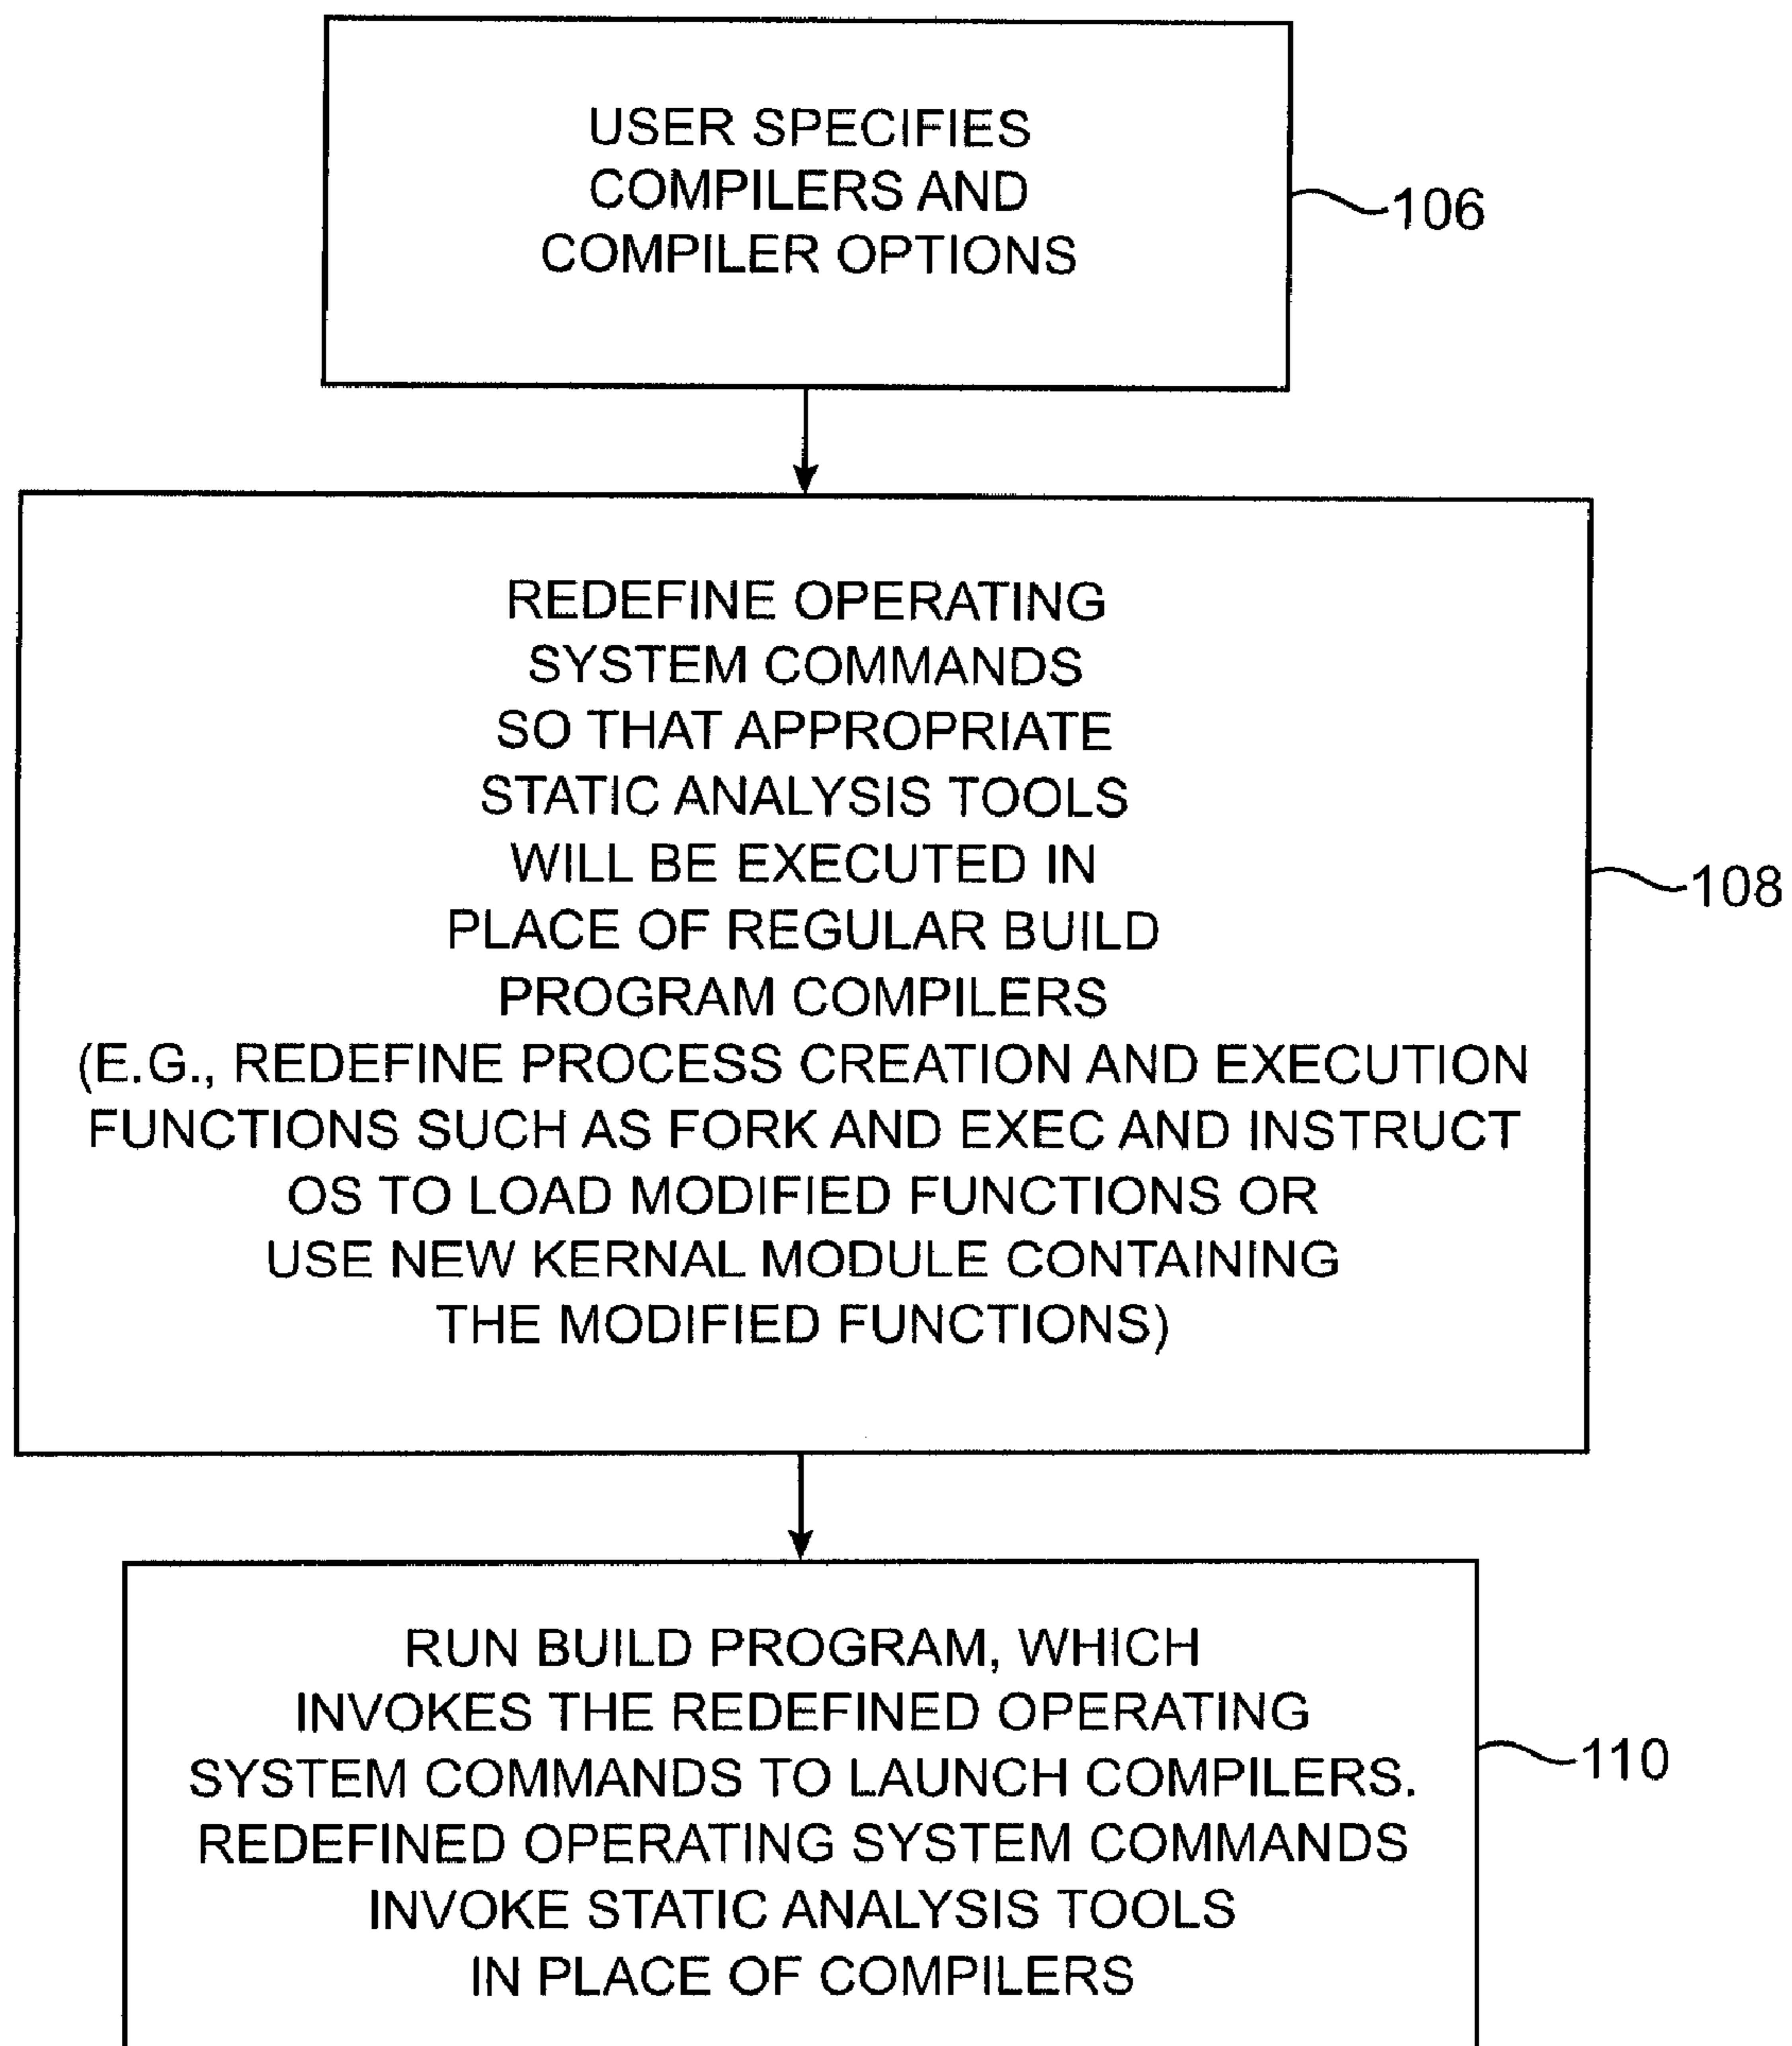 USER SPECIFIES
COMPILERS AND
COMPILER OPTIONS
106
REDEFINE OPERATING
SYSTEM COMMANDS
SO THAT APPROPRIATE
STATIC ANALYSIS TOOLS
WILL BE EXECUTED IN
PLACE OF REGULAR BUILD
PROGRAM COMPILERS
(E.G., REDEFINE PROCESS CREATION AND EXECUTION
FUNCTIONS SUCH AS FORK AND EXEC AND INSTRUCT
OS TO LOAD MODIFIED FUNCTIONS OR
USE NEW KERNAL MODULE CONTAINING
THE MODIFIED FUNCTIONS)
108
RUN BUILD PROGRAM, WHICH
INVOKES THE REDEFINED OPERATING
SYSTEM COMMANDS TO LAUNCH COMPILERS.
REDEFINED OPERATING SYSTEM COMMANDS
INVOKE STATIC ANALYSIS TOOLS
IN PLACE OF COMPILERS
110